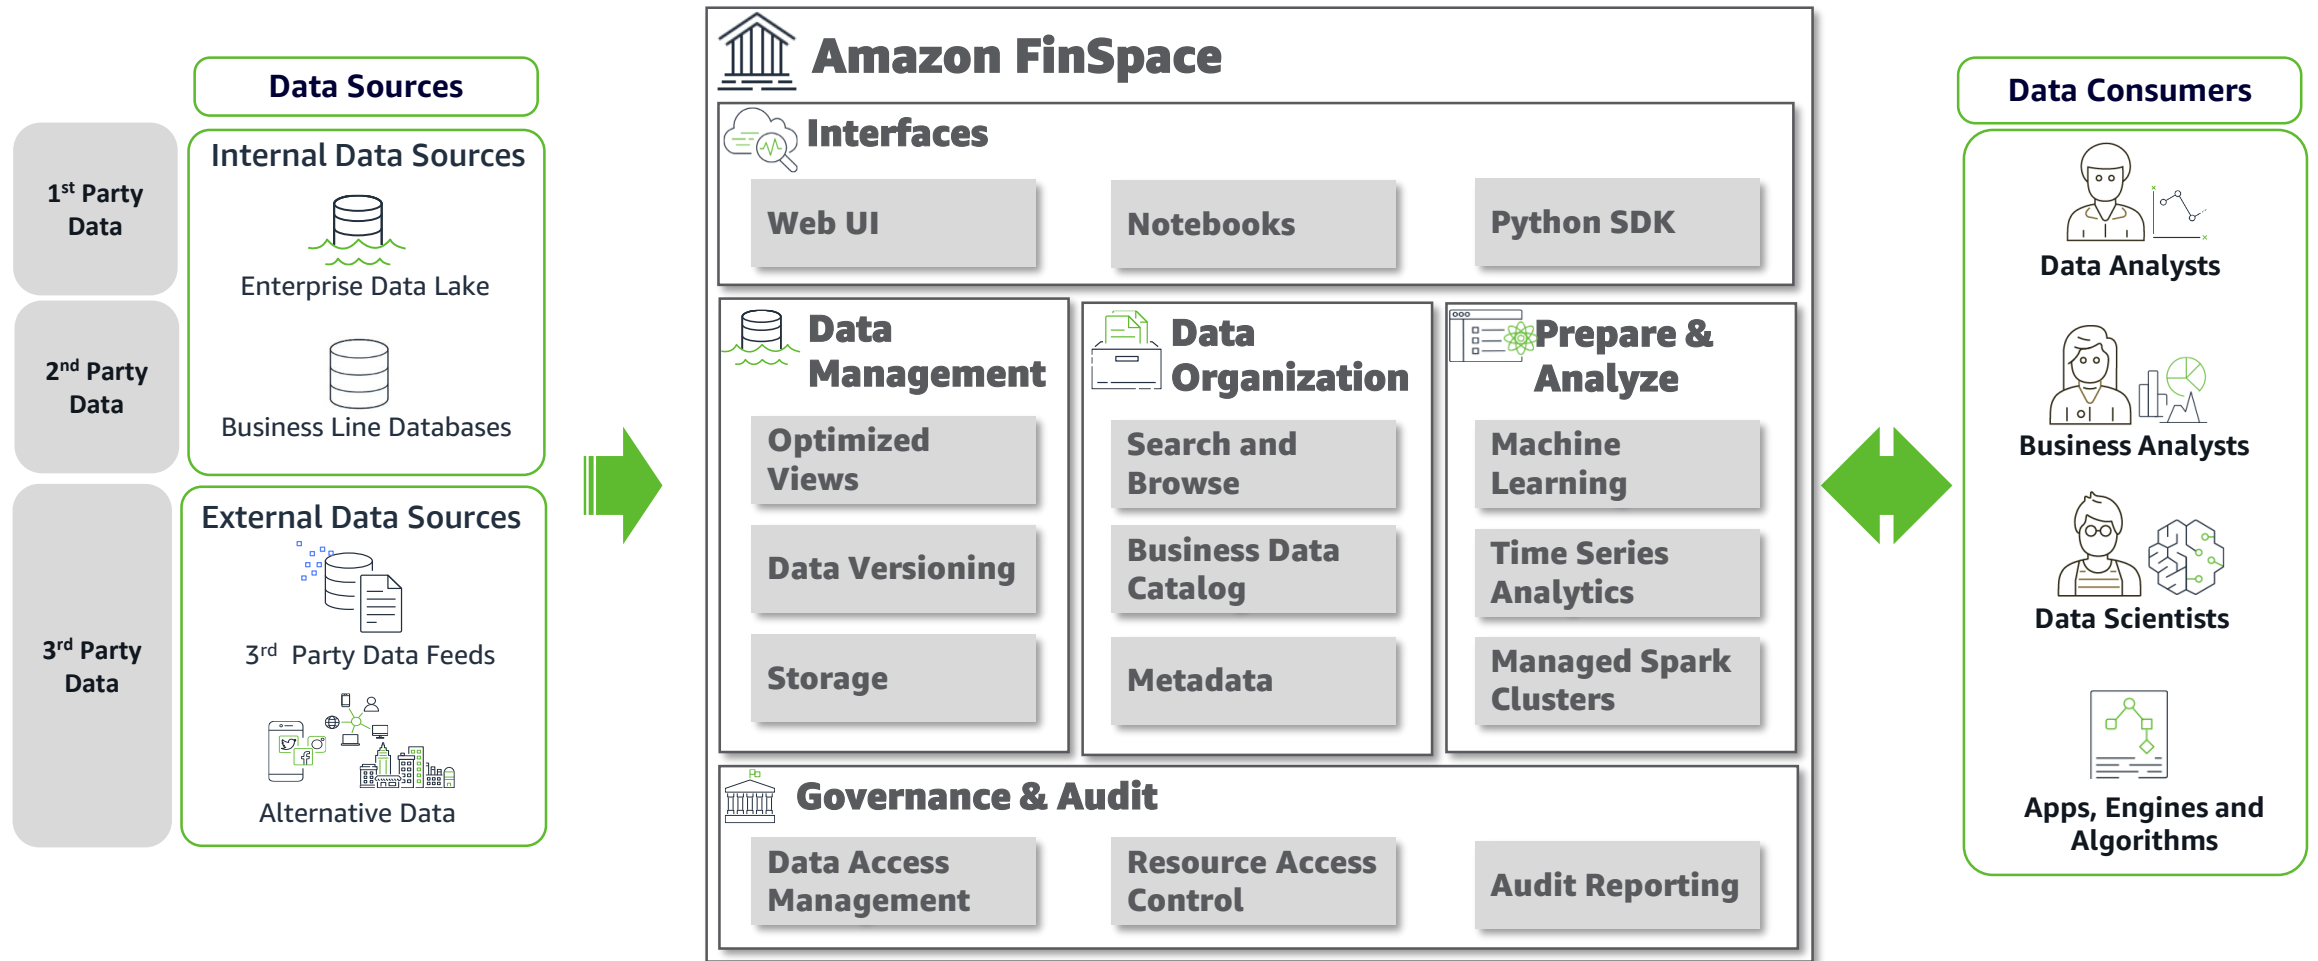 Data Sources
1st Party
Data
2nd Party
Data
3rd Party
Data
Internal Data Sources
Enterprise Data Lake
Business Line Databases
External Data Sources
3rd Party Data Feeds
Alternative Data
Amazon FinSpace
Interfaces
Web UI
Notebooks
Python SDK
Data
Management
Optimized
Views
Data Versioning
Storage
Data
Organization
Search and
Browse
Business Data
Catalog
Metadata
Prepare &
Analyze
Machine
Learning
Time Series
Analytics
Managed Spark
Clusters
Governance & Audit
Data Access
Management
Resource Access
Control
Audit Reporting
Data Consumers
Data Analysts
Business Analysts
Data Scientists
Apps, Engines and
Algorithms